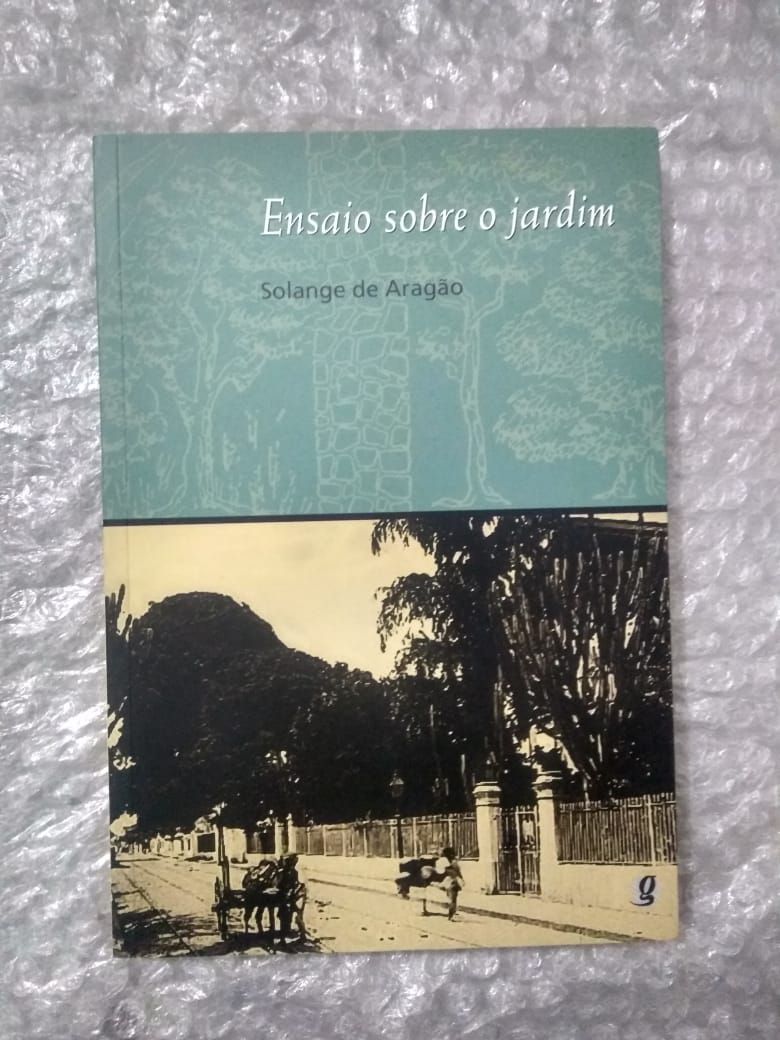 Ensaio sobre o jardim
Solange de Aragão
g